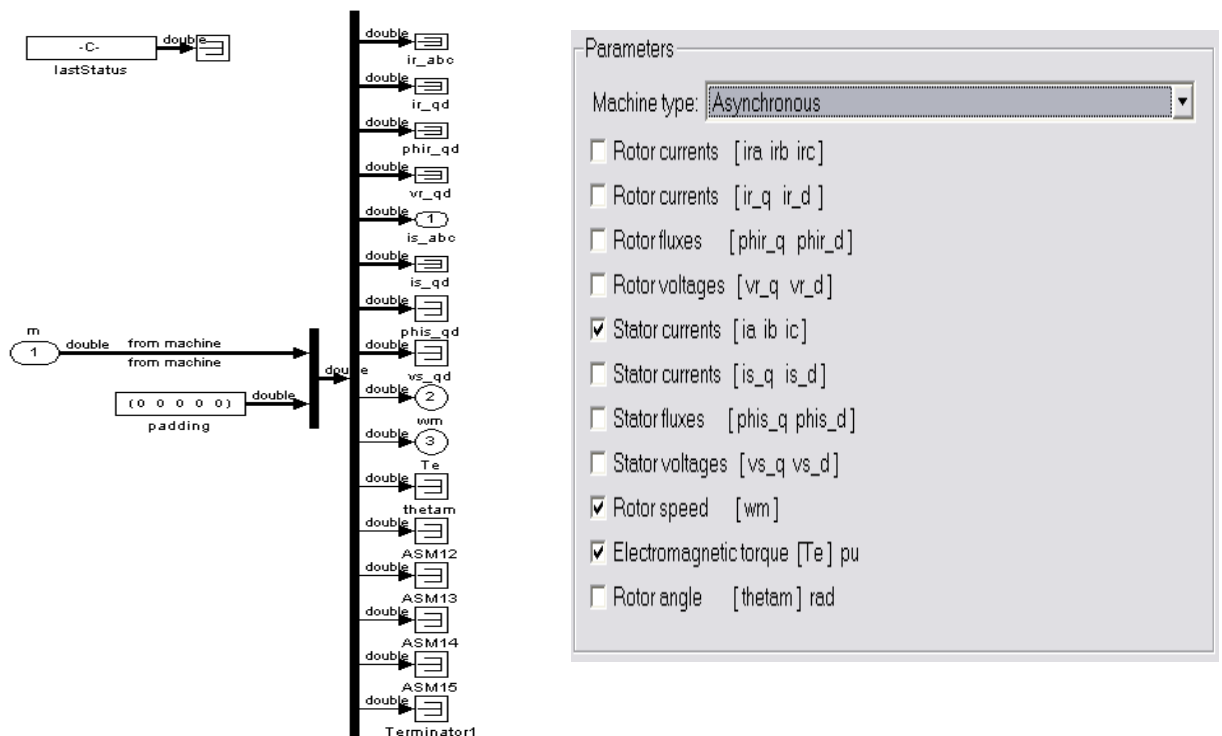 -C-
double
lastStatus
m
1
double
from machine
from machine
(0 0 0 0 0)
double
padding
double
double
ir_abc
double
ir_qd
double
phir_qd
double
vr_qd
double
1
is_abc
double
is_qd
double
phis_qd
double
vs_qd
double
2
wm
double
3
Te
double
thetam
double
ASM12
double
ASM13
double
ASM14
double
ASM15
double
Terminator1
Parameters
Machine type: Asynchronous
Rotor currents [ira irb irc]
Rotor currents [ir_q ir_d]
Rotor fluxes [phir_q phir_d]
Rotor voltages [vr_q vr_d]
Stator currents [ia ib ic]
Stator currents [is_q is_d]
Stator fluxes [phis_q phis_d]
Stator voltages [vs_q vs_d]
Rotor speed [wm]
Electromagnetic torque [Te] pu
Rotor angle [thetam] rad